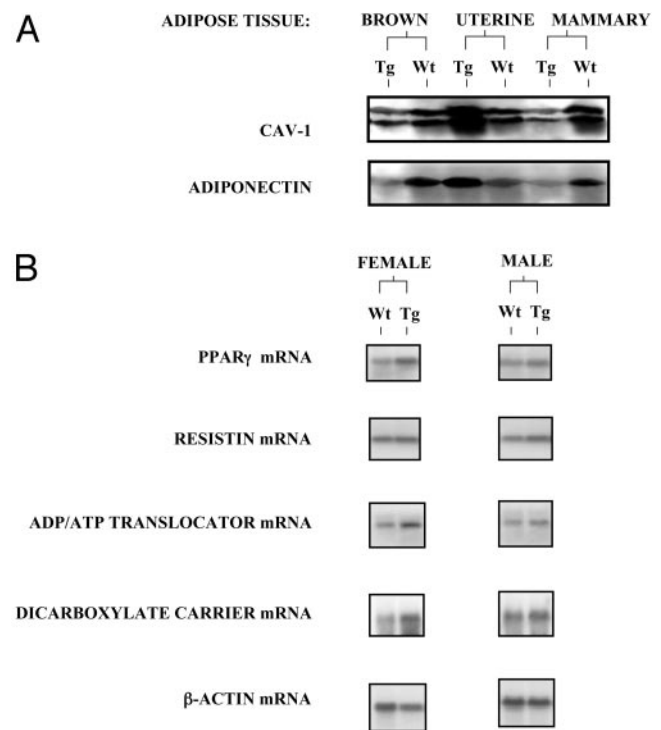 A
ADIPOSE TISSUE: BROWN UTERINE MAMMARY
Tg Wt Tg Wt Tg Wt
CAV-1
ADIPONECTIN
B
FEMALE MALE
Wt Tg Wt Tg
PPARγ mRNA
RESISTIN mRNA
ADP/ATP TRANSLOCATOR mRNA
DICARBOXYLATE CARRIER mRNA
β-ACTIN mRNA